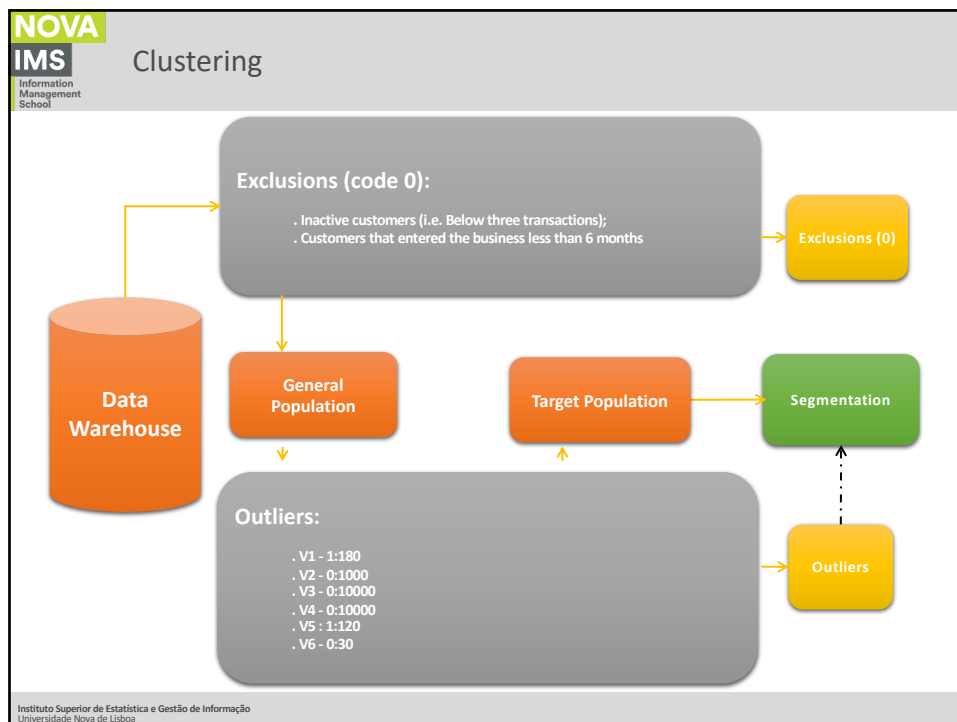 NOVA
IMS
Information
Management
School
Clustering
Exclusions (code 0):
. Inactive customers (i.e. Below three transactions);
. Customers that entered the business less than 6 months
Exclusions (0)
Data
Warehouse
General
Population
Target Population
Segmentation
Outliers:
. V1 - 1:180
. V2 - 0:1000
. V3 - 0:10000
. V4 - 0:10000
. V5 : 1:120
. V6 - 0:30
Outliers
Instituto Superior de Estatística e Gestão de Informação
Universidade Nova de Lisboa